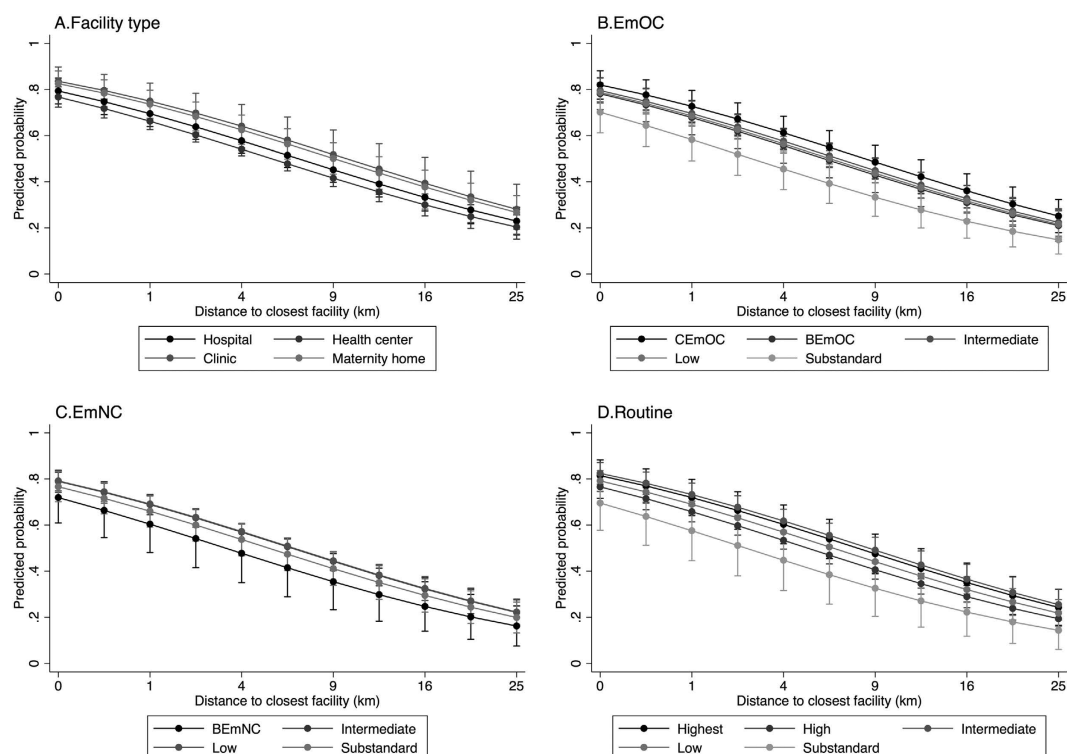 A.Facility type
1
.8
.6
.4
.2
0
Predicted probability
0 1 4 9 16 25
Distance to closest facility (km)
Hospital Health center
Clinic Maternity home
B.EmOC
1
.8
.6
.4
.2
0
Predicted probability
0 1 4 9 16 25
Distance to closest facility (km)
CEmOC BEmOC Intermediate
Low Substandard
C.EmNC
1
.8
.6
.4
.2
0
Predicted probability
0 1 4 9 16 25
Distance to closest facility (km)
BEmNC Intermediate
Low Substandard
D.Routine
1
.8
.6
.4
.2
0
Predicted probability
0 1 4 9 16 25
Distance to closest facility (km)
Highest High Intermediate
Low Substandard